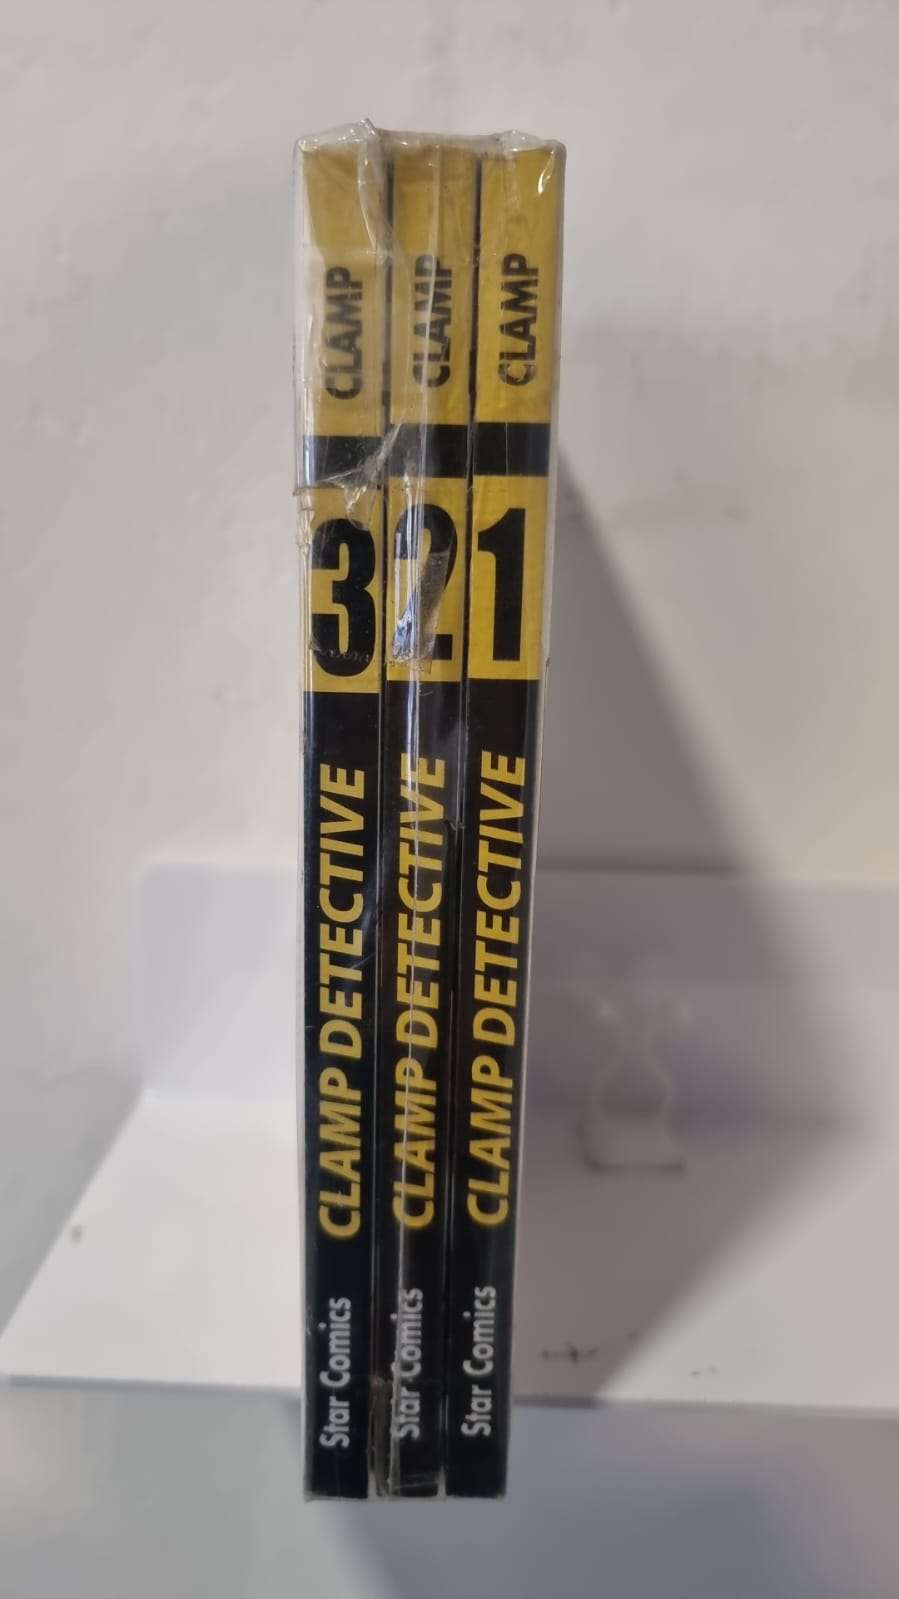 CLAMP
3
CLAMP DETECTIVE
Star Comics
CLAMP
2
CLAMP DETECTIVE
Star Comics
CLAMP
1
CLAMP DETECTIVE
Star Comics